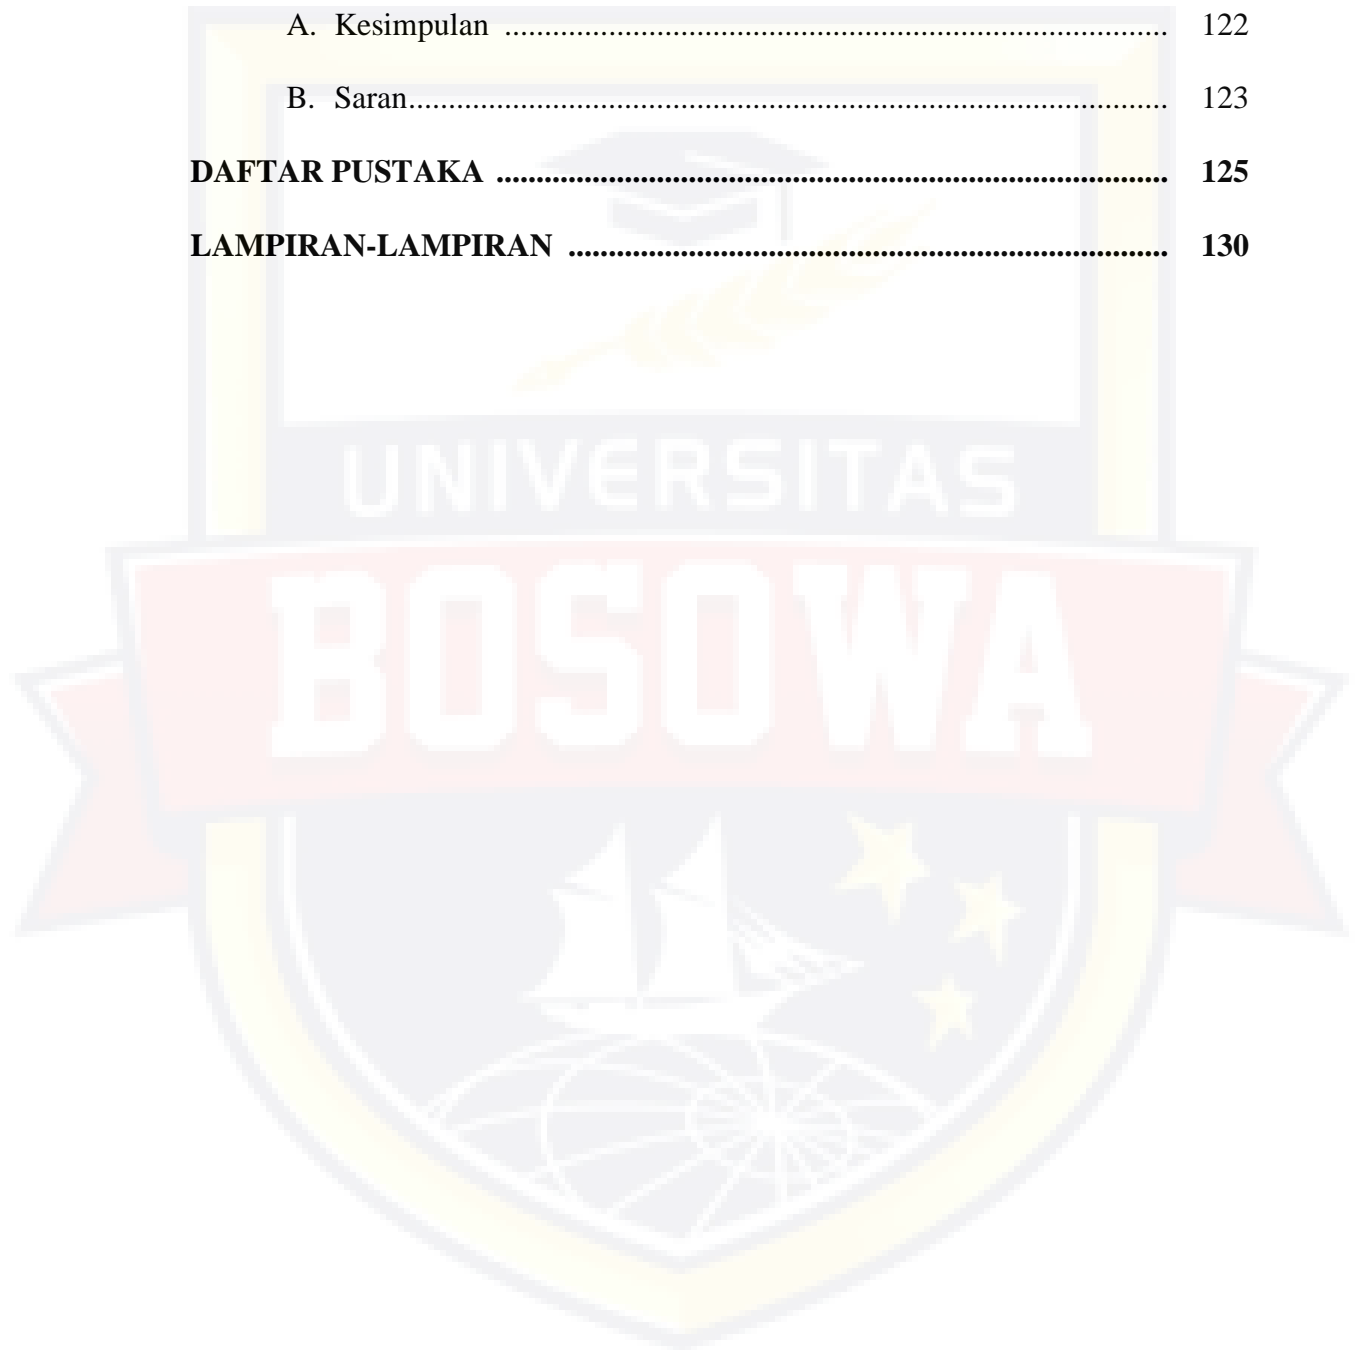 A. Kesimpulan ................................................................................... 122
B. Saran............................................................................................... 123
DAFTAR PUSTAKA .................................................................................... 125
LAMPIRAN-LAMPIRAN ........................................................................... 130
UNIVERSITAS
BOSOWA